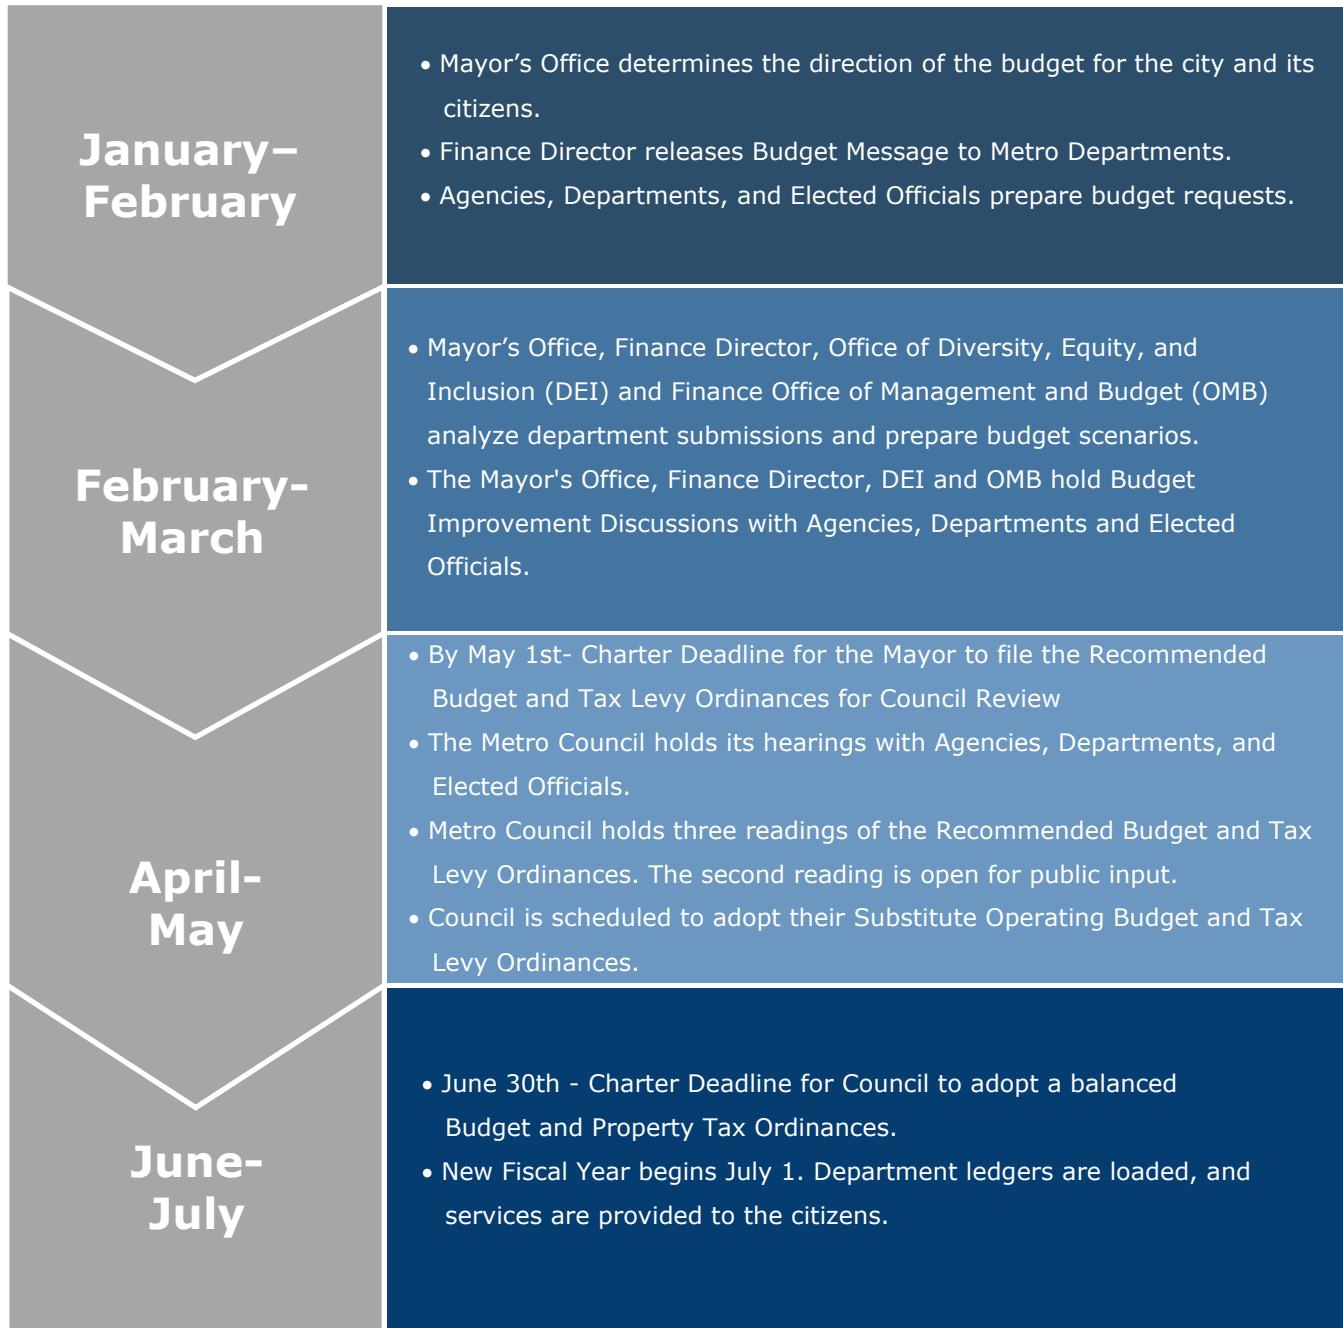 January–
February
• Mayor’s Office determines the direction of the budget for the city and its
citizens.
• Finance Director releases Budget Message to Metro Departments.
• Agencies, Departments, and Elected Officials prepare budget requests.
February-
March
• Mayor’s Office, Finance Director, Office of Diversity, Equity, and
Inclusion (DEI) and Finance Office of Management and Budget (OMB)
analyze department submissions and prepare budget scenarios.
• The Mayor's Office, Finance Director, DEI and OMB hold Budget
Improvement Discussions with Agencies, Departments and Elected
Officials.
April-
May
• By May 1st- Charter Deadline for the Mayor to file the Recommended
Budget and Tax Levy Ordinances for Council Review
• The Metro Council holds its hearings with Agencies, Departments, and
Elected Officials.
• Metro Council holds three readings of the Recommended Budget and Tax
Levy Ordinances. The second reading is open for public input.
• Council is scheduled to adopt their Substitute Operating Budget and Tax
Levy Ordinances.
June-
July
• June 30th - Charter Deadline for Council to adopt a balanced
Budget and Property Tax Ordinances.
• New Fiscal Year begins July 1. Department ledgers are loaded, and
services are provided to the citizens.